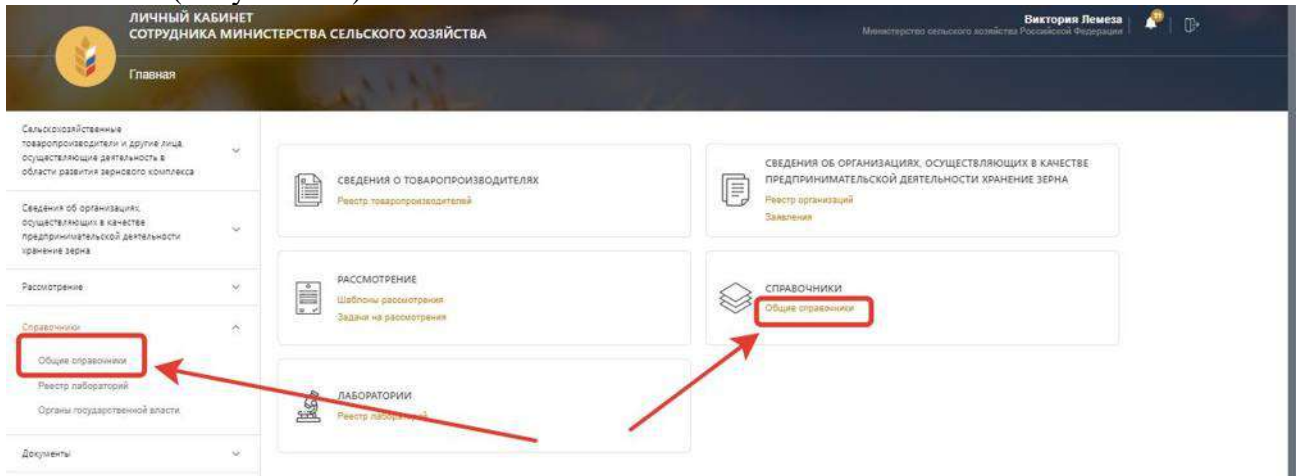 ЛИЧНЫЙ КАБИНЕТ
СОТРУДНИКА МИНИСТЕРСТВА СЕЛЬСКОГО ХОЗЯЙСТВА
Виктория Лемеза
Министерство сельского хозяйства Российской Федерации
11
Главная
Сельскохозяйственные
товаропроизводители и другие лица,
осуществляющие деятельность в
области развития зернового комплекса
Сведения об организациях,
осуществляющих в качестве
предпринимательской деятельности
хранение зерна
Рассмотрение
Справочники
Общие справочники
Реестр лабораторий
Органы государственной власти
Документы
СВЕДЕНИЯ О ТОВАРОПРОИЗВОДИТЕЛЯХ
Реестр товаропроизводителей
СВЕДЕНИЯ ОБ ОРГАНИЗАЦИЯХ, ОСУЩЕСТВЛЯЮЩИХ В КАЧЕСТВЕ
ПРЕДПРИНИМАТЕЛЬСКОЙ ДЕЯТЕЛЬНОСТИ ХРАНЕНИЕ ЗЕРНА
Реестр организаций
Заявления
РАССМОТРЕНИЕ
Шаблоны рассмотрения
Задачи на рассмотрения
СПРАВОЧНИКИ
Общие справочники
ЛАБОРАТОРИИ
Реестр лабораторий